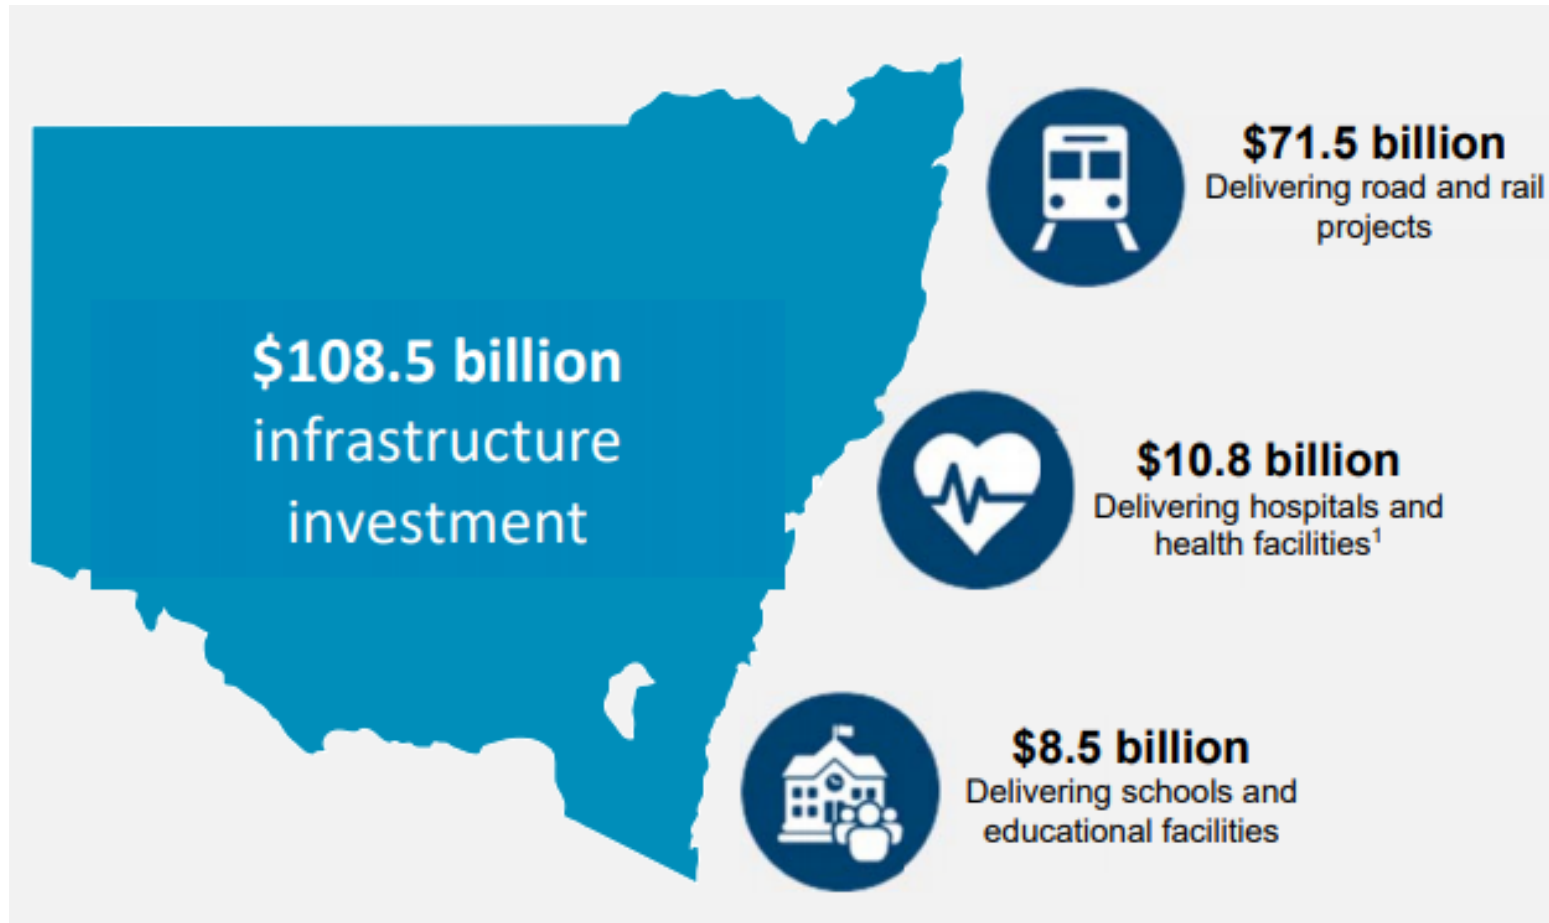 $108.5 billion
infrastructure
investment
$71.5 billion
Delivering road and rail
projects
$10.8 billion
Delivering hospitals and
health facilities¹
$8.5 billion
Delivering schools and
educational facilities